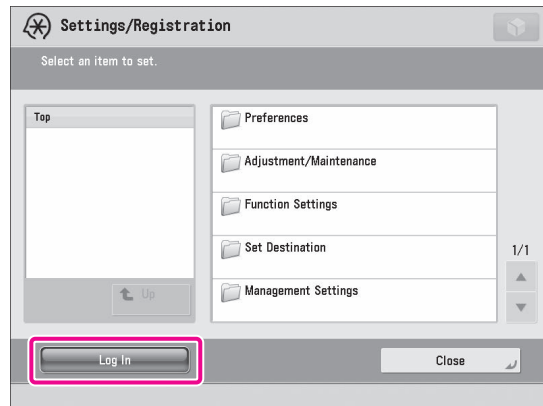 Settings/Registration
Select an item to set.
Top
Preferences
Adjustment/Maintenance
Function Settings
Set Destination
1/1
Management Settings
Up
Log In
Close